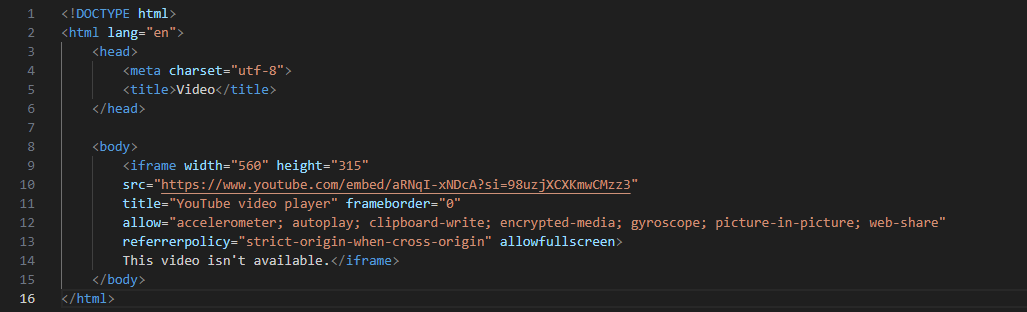 1 <!DOCTYPE html>
2 <html lang="en">
3 <head>
4 <meta charset="utf-8">
5 <title>Video</title>
6 </head>
7
8 <body>
9 <iframe width="560" height="315"
10 src="https://www.youtube.com/embed/aRNqI-xNDcA?si=98uzjXCXKmwCMzz3"
11 title="YouTube video player" frameborder="0"
12 allow="accelerometer; autoplay; clipboard-write; encrypted-media; gyroscope; picture-in-picture; web-share"
13 referrerpolicy="strict-origin-when-cross-origin" allowfullscreen>
14 This video isn't available.</iframe>
15 </body>
16 </html>